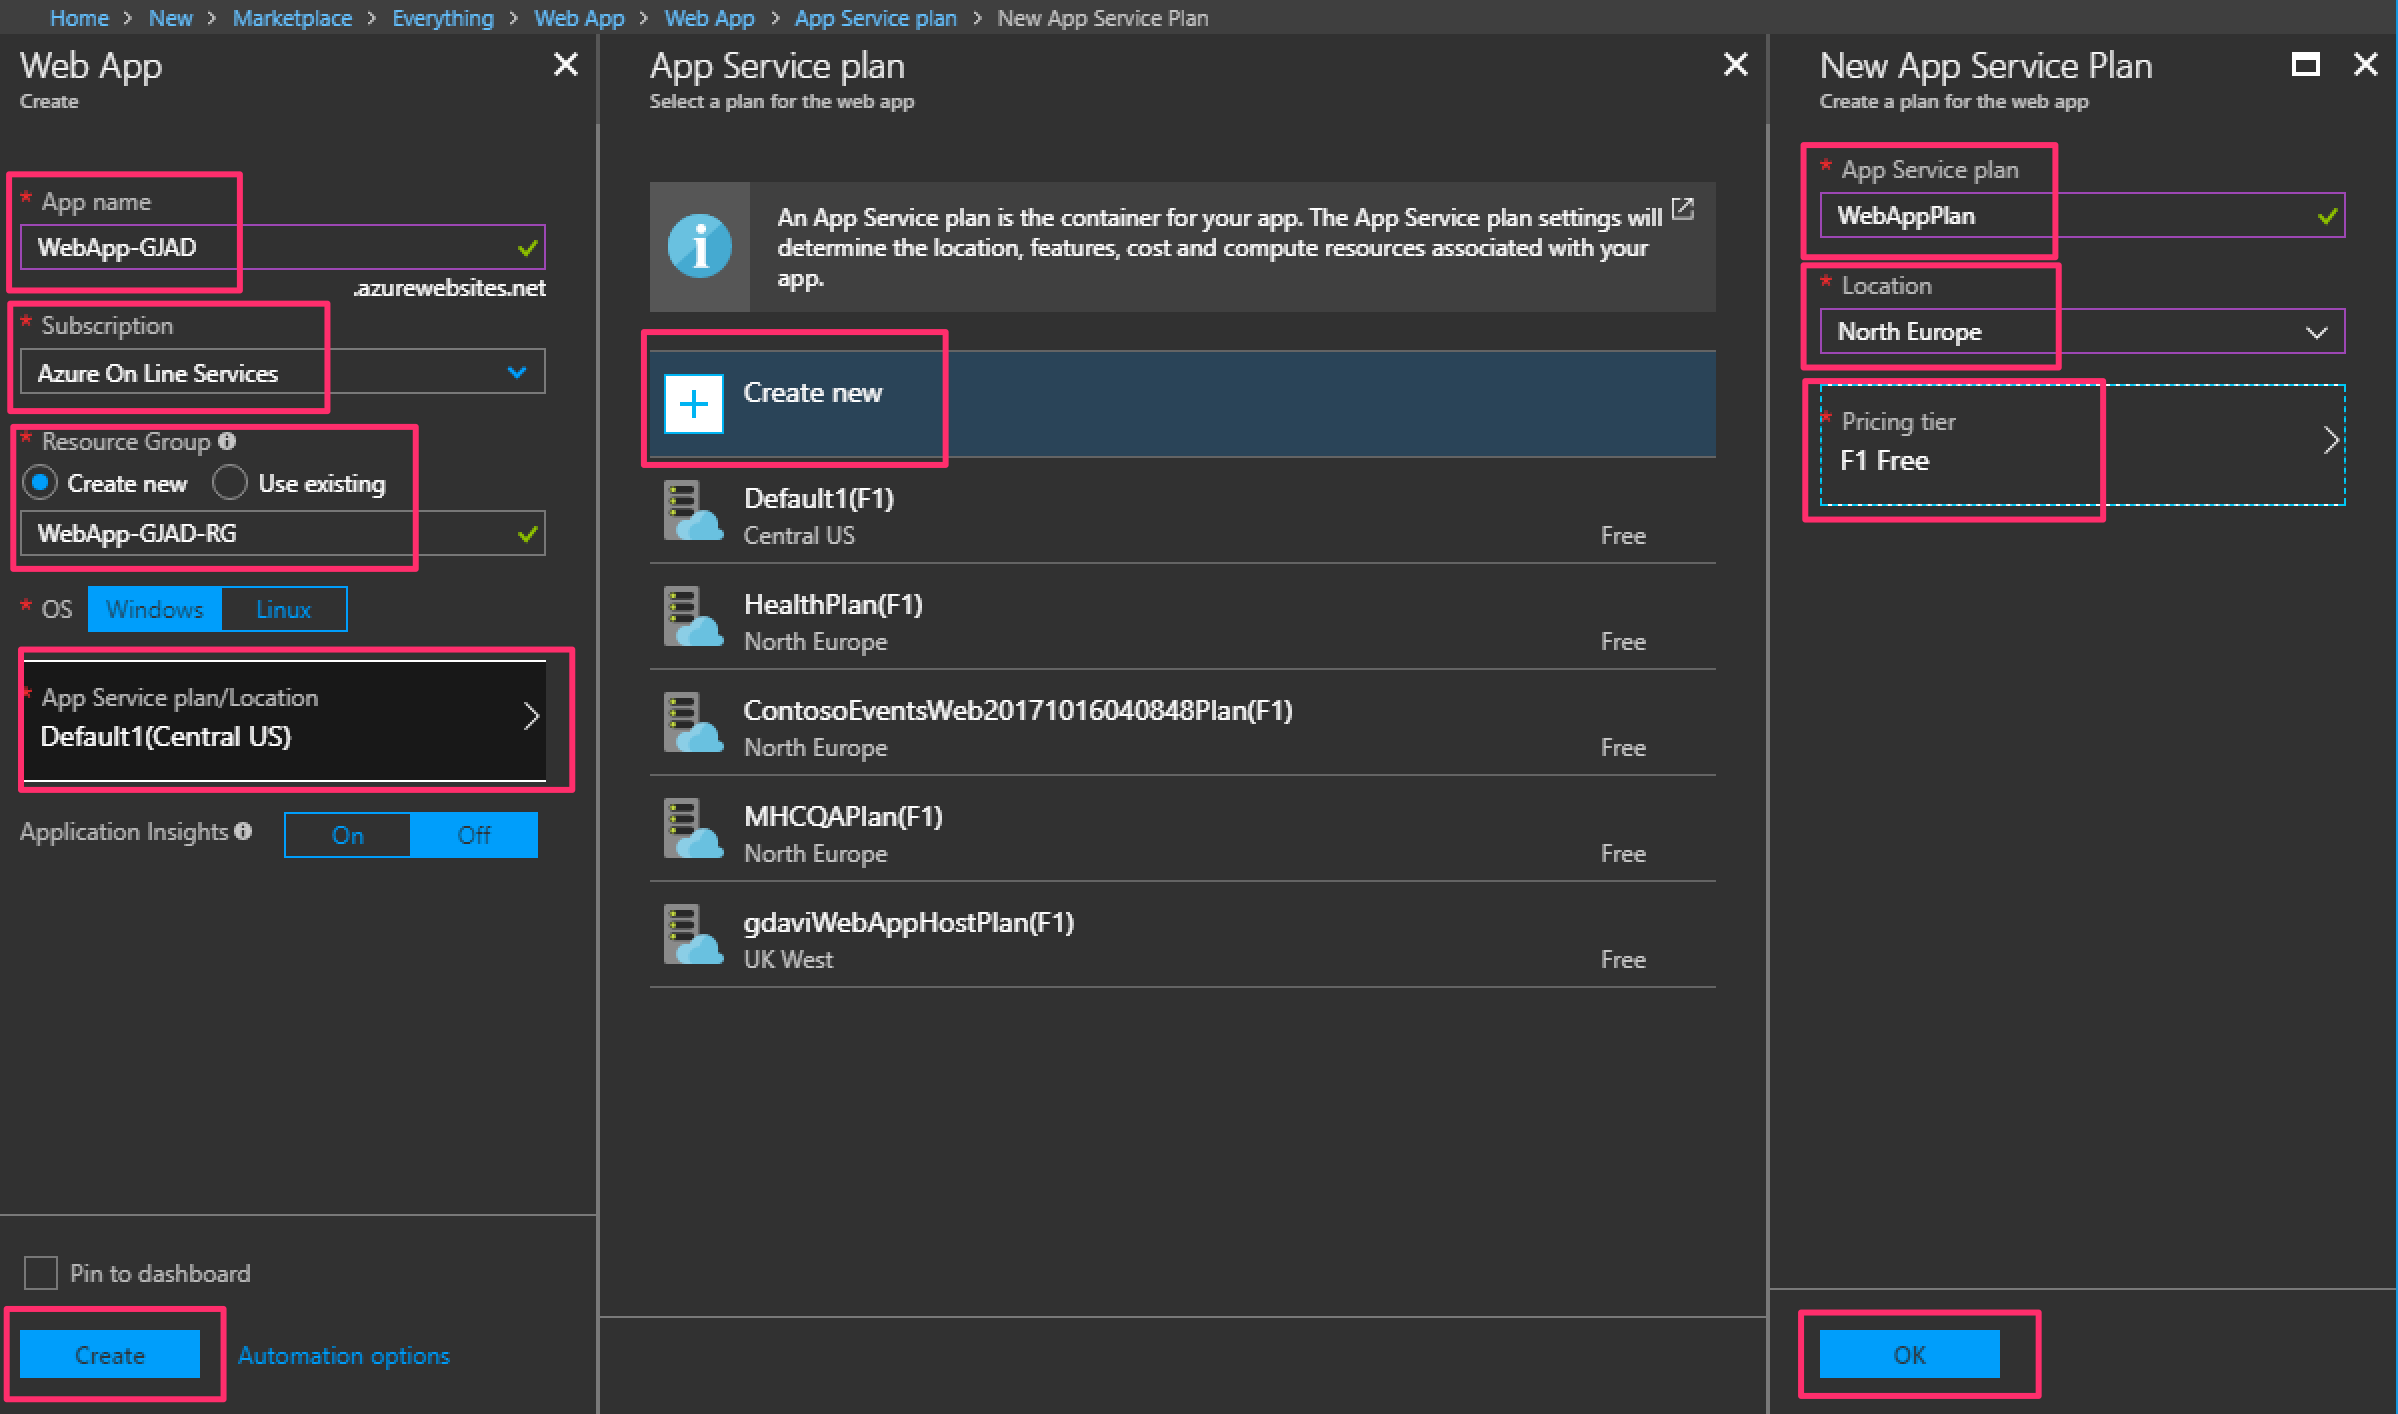 Home > New > Marketplace > Everything > Web App > Web App > App Service plan > New App Service Plan
Web App
Create
* App name
WebApp-GJAD
.azurewebsites.net
* Subscription
Azure On Line Services
* Resource Group
Create new Use existing
WebApp-GJAD-RG
* OS Windows Linux
* App Service plan/Location
Default1(Central US)
Application Insights On Off
Pin to dashboard
Create Automation options
App Service plan
Select a plan for the web app
An App Service plan is the container for your app. The App Service plan settings will
determine the location, features, cost and compute resources associated with your
app.
Create new
Default1(F1)
Central US Free
HealthPlan(F1)
North Europe Free
ContosoEventsWeb20171016040848Plan(F1)
North Europe Free
MHCQAPlan(F1)
North Europe Free
gdaviWebAppHostPlan(F1)
UK West Free
New App Service Plan
Create a plan for the web app
* App Service plan
WebAppPlan
* Location
North Europe
* Pricing tier
F1 Free
OK